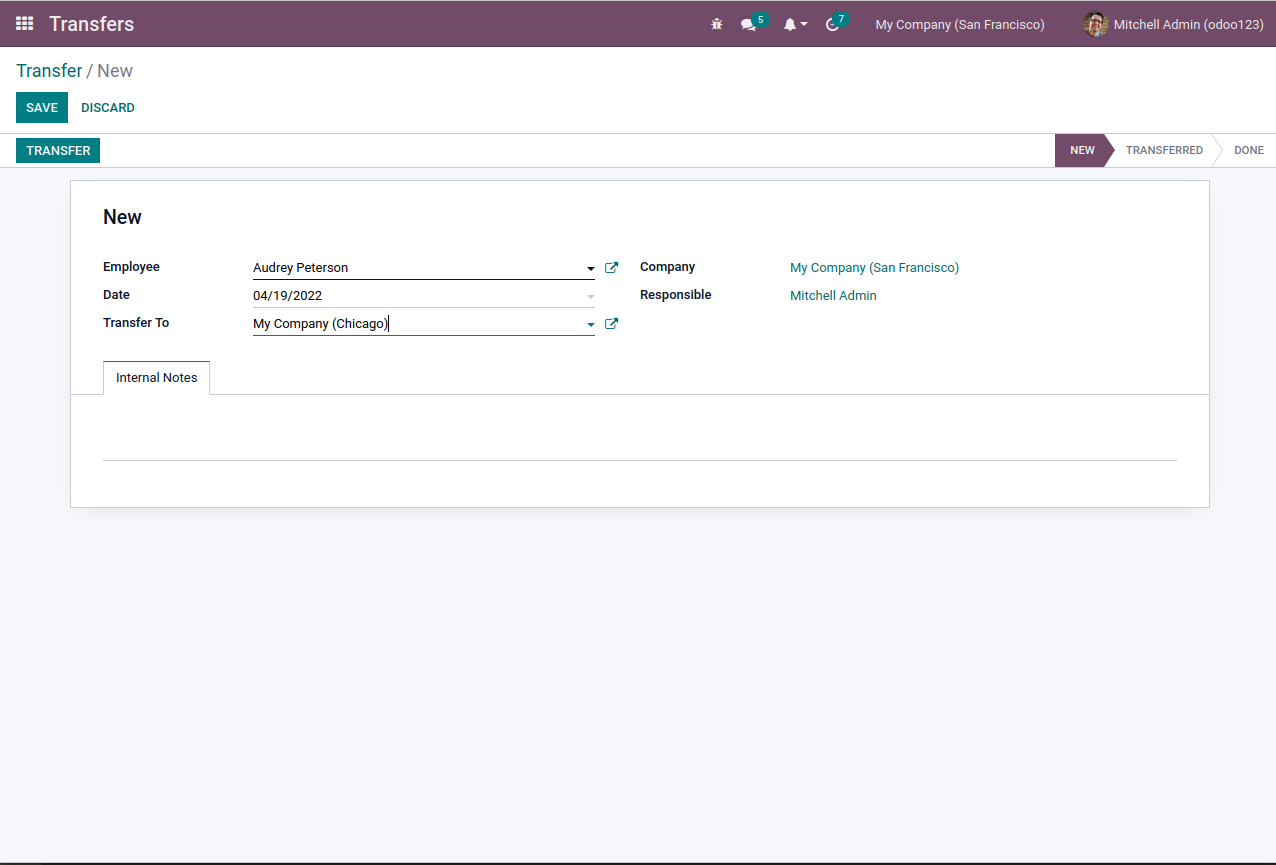 Transfers 5 7 My Company (San Francisco) Mitchell Admin (odoo123)
Transfer / New
SAVE DISCARD
TRANSFER NEW TRANSFERRED DONE
New
Employee Audrey Peterson Company My Company (San Francisco)
Date 04/19/2022 Responsible Mitchell Admin
Transfer To My Company (Chicago)
Internal Notes